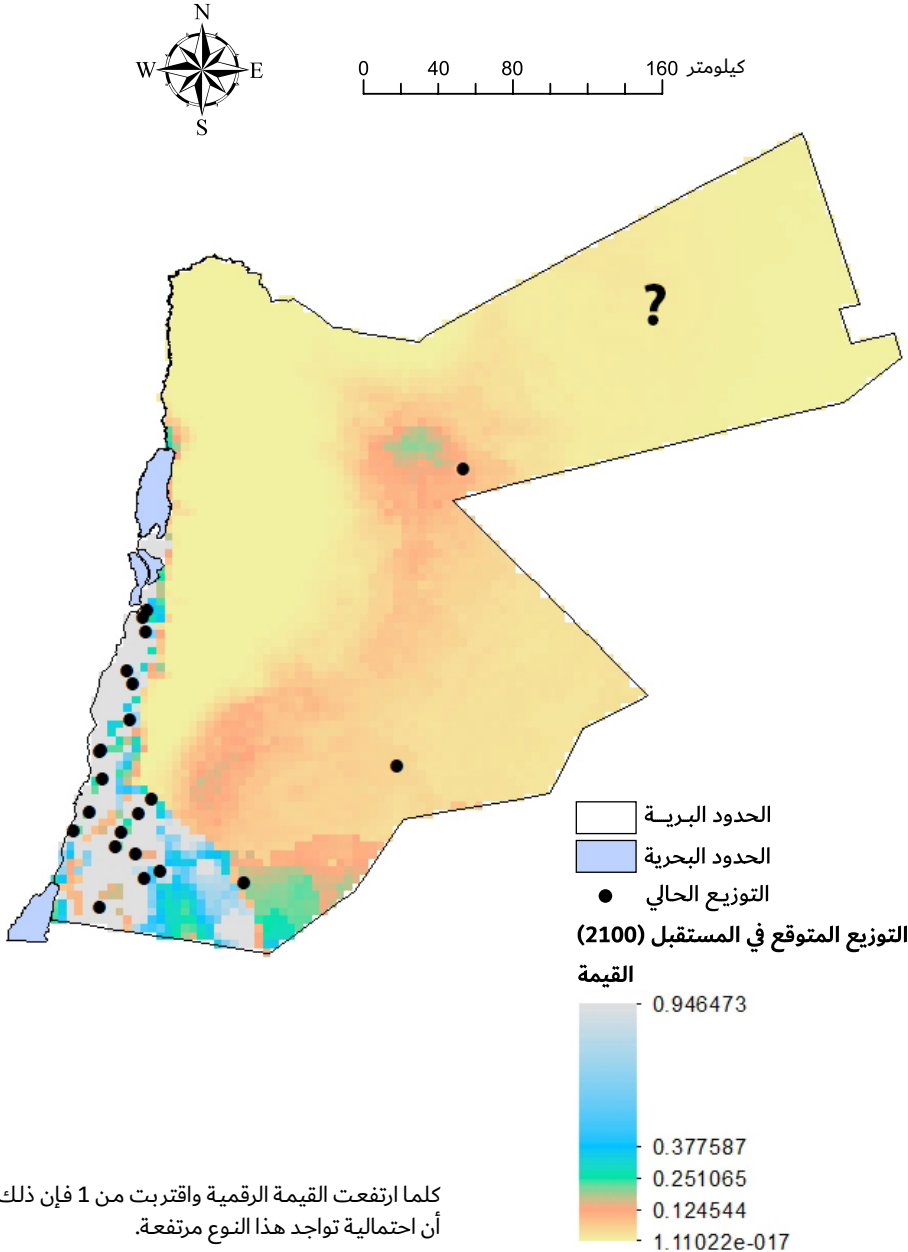 N
W E
S
0 40 80 160 كيلومتر
?
الحدود البريــة
الحدود البحرية
التوزيع الحالي
التوزيع المتوقع في المستقبل (2100)
القيمة
0.946473
0.377587
0.251065
0.124544
1.11022e-017
كلما ارتفعت القيمة الرقمية واقتربت من 1 فإن ذلك
أن احتمالية تواجد هذا النوع مرتفعة.